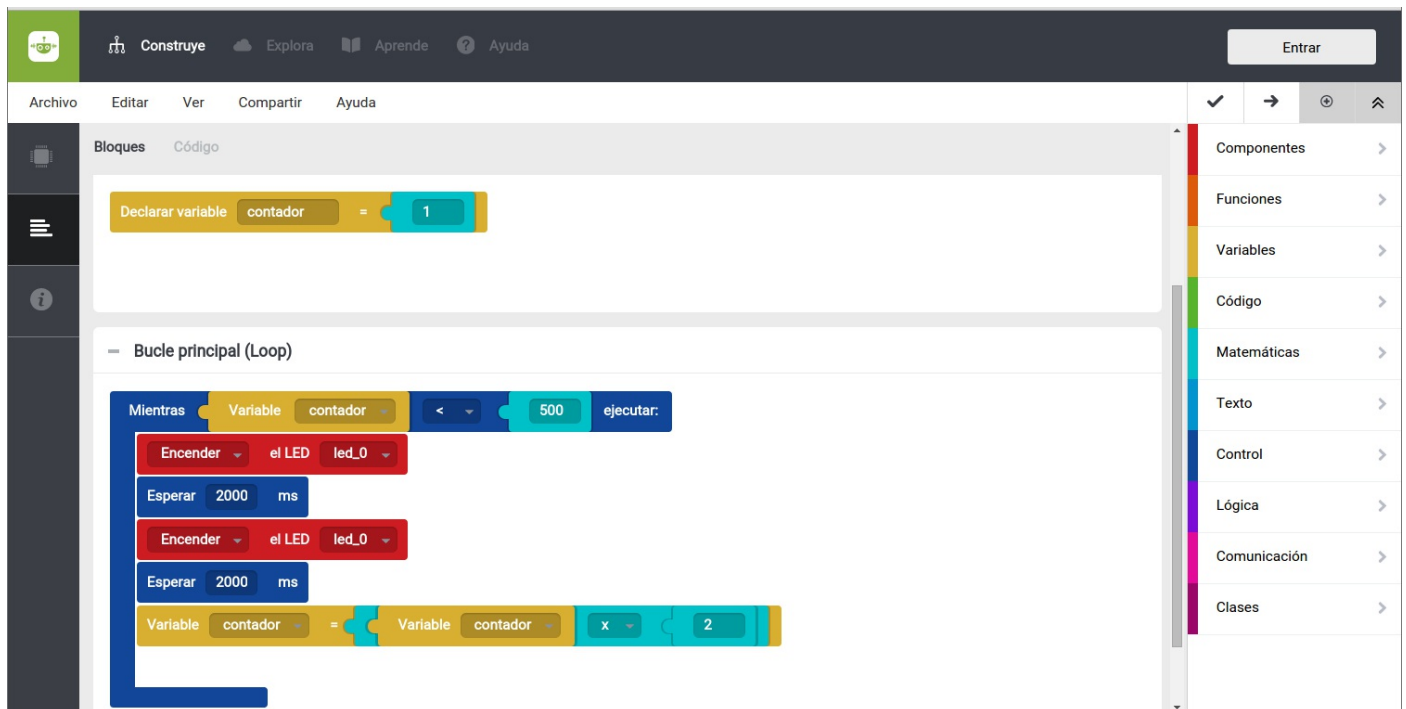 Construye Explora Aprende Ayuda Entrar
Archivo Editar Ver Compartir Ayuda
Bloques Código
Declarar variable contador = 1
Bucle principal (Loop)
Mientras Variable contador < 500 ejecutar:
Encender el LED led_0
Esperar 2000 ms
Encender el LED led_0
Esperar 2000 ms
Variable contador = Variable contador x 2
Componentes
Funciones
Variables
Código
Matemáticas
Texto
Control
Lógica
Comunicación
Clases